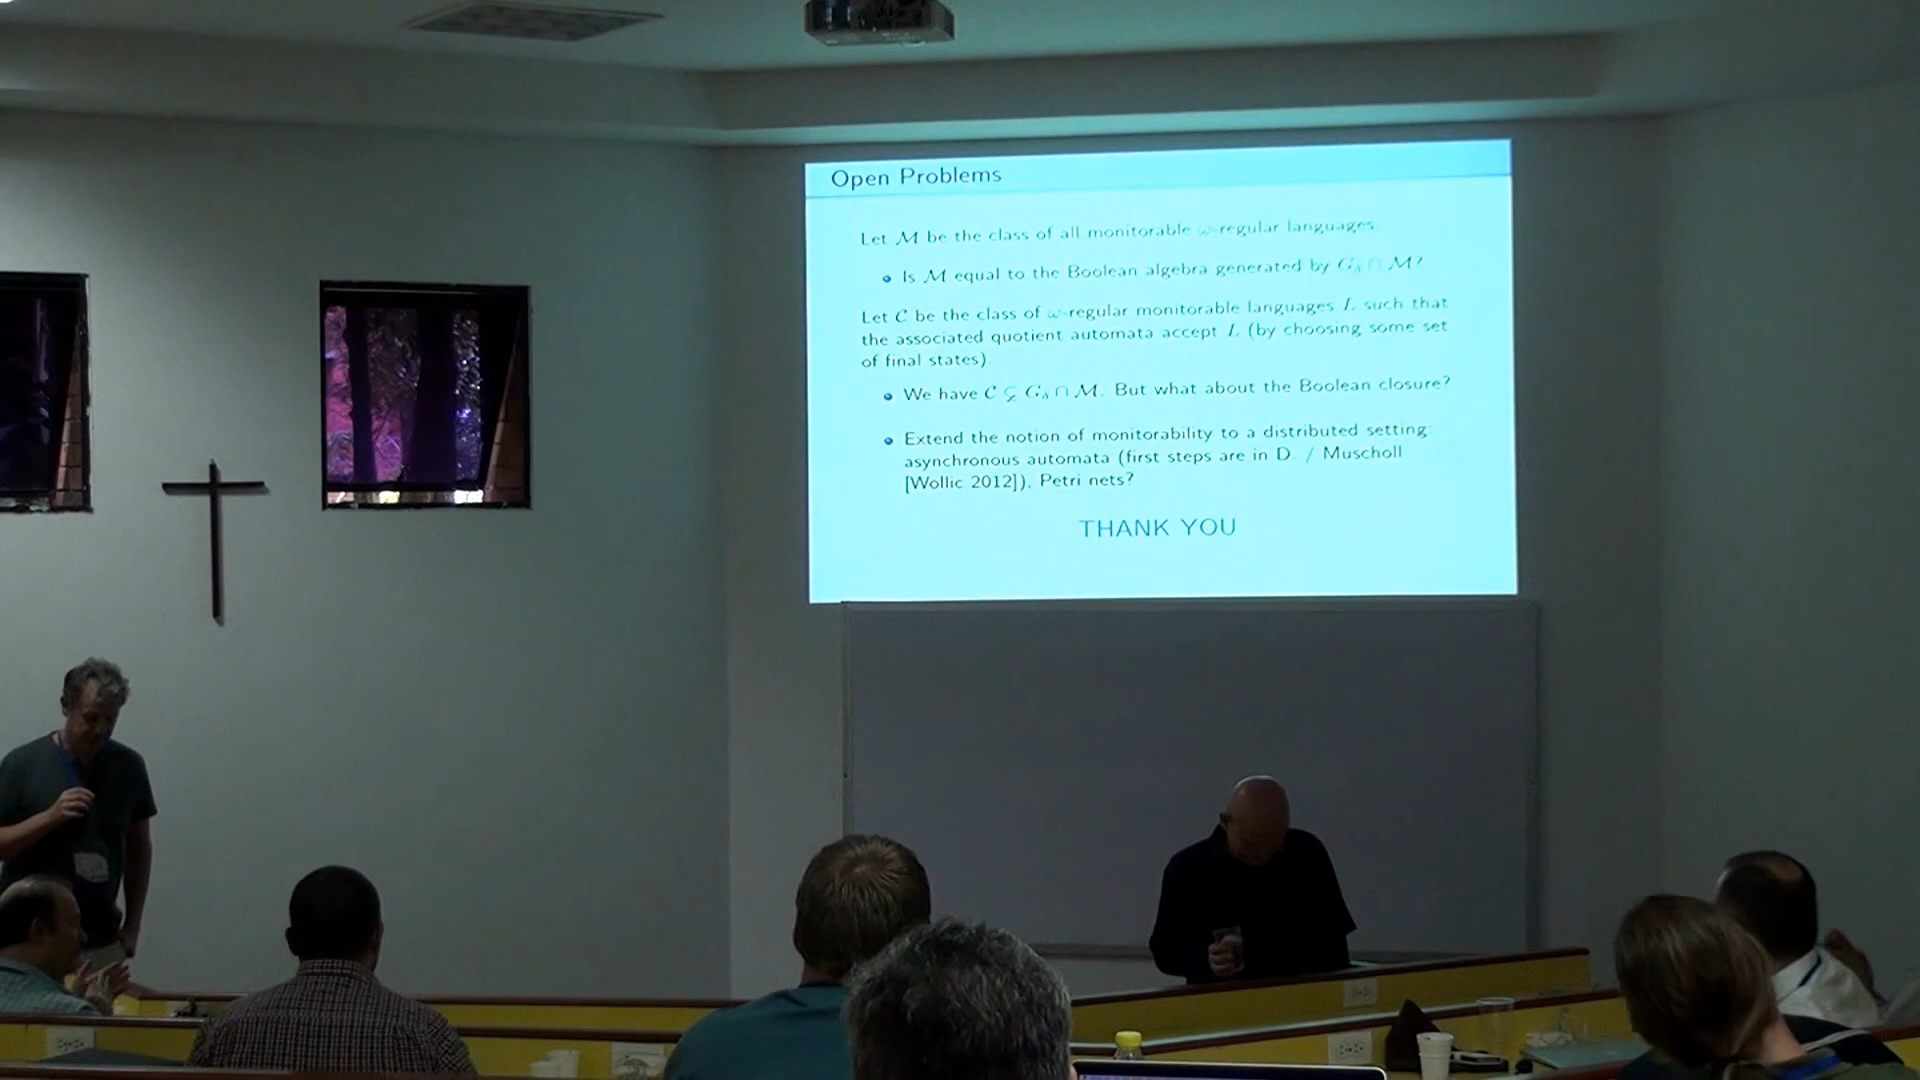 Open Problems
Let M be the class of all monitorable ω-regular languages.
Is M equal to the Boolean algebra generated by Gδ ∩ M?
Let C be the class of ω-regular monitorable languages L such that
the associated quotient automata accept L (by choosing some set
of final states).
We have C ⊊ Gδ ∩ M. But what about the Boolean closure?
Extend the notion of monitorability to a distributed setting:
asynchronous automata (first steps are in D. / Muscholl
[Wollic 2012]), Petri nets?
THANK YOU